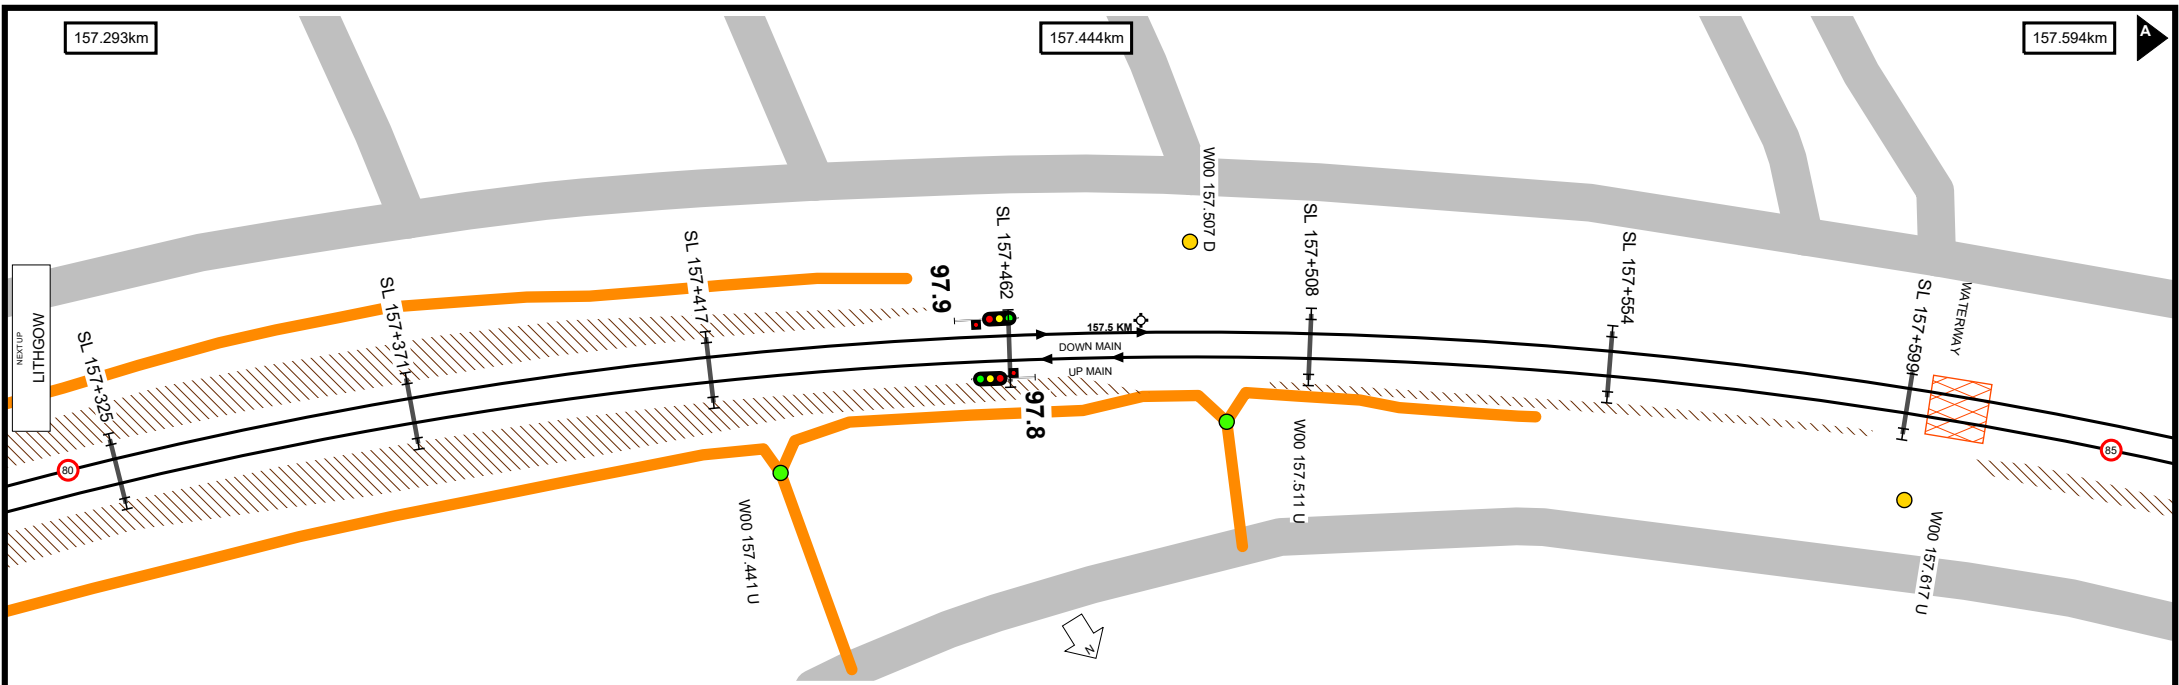 157.293km
157.444km
157.594km
A
W00 157.507 D
SL 157+325
SL 157+371
SL 157+417
SL 157+462
SL 157+508
SL 157+554
SL 157+599
WATERWAY
NEXT UP
LITHGOW
97.9
157.5 KM
DOWN MAIN
UP MAIN
97.8
80
85
W00 157.441 U
W00 157.511 U
W00 157.617 U
N